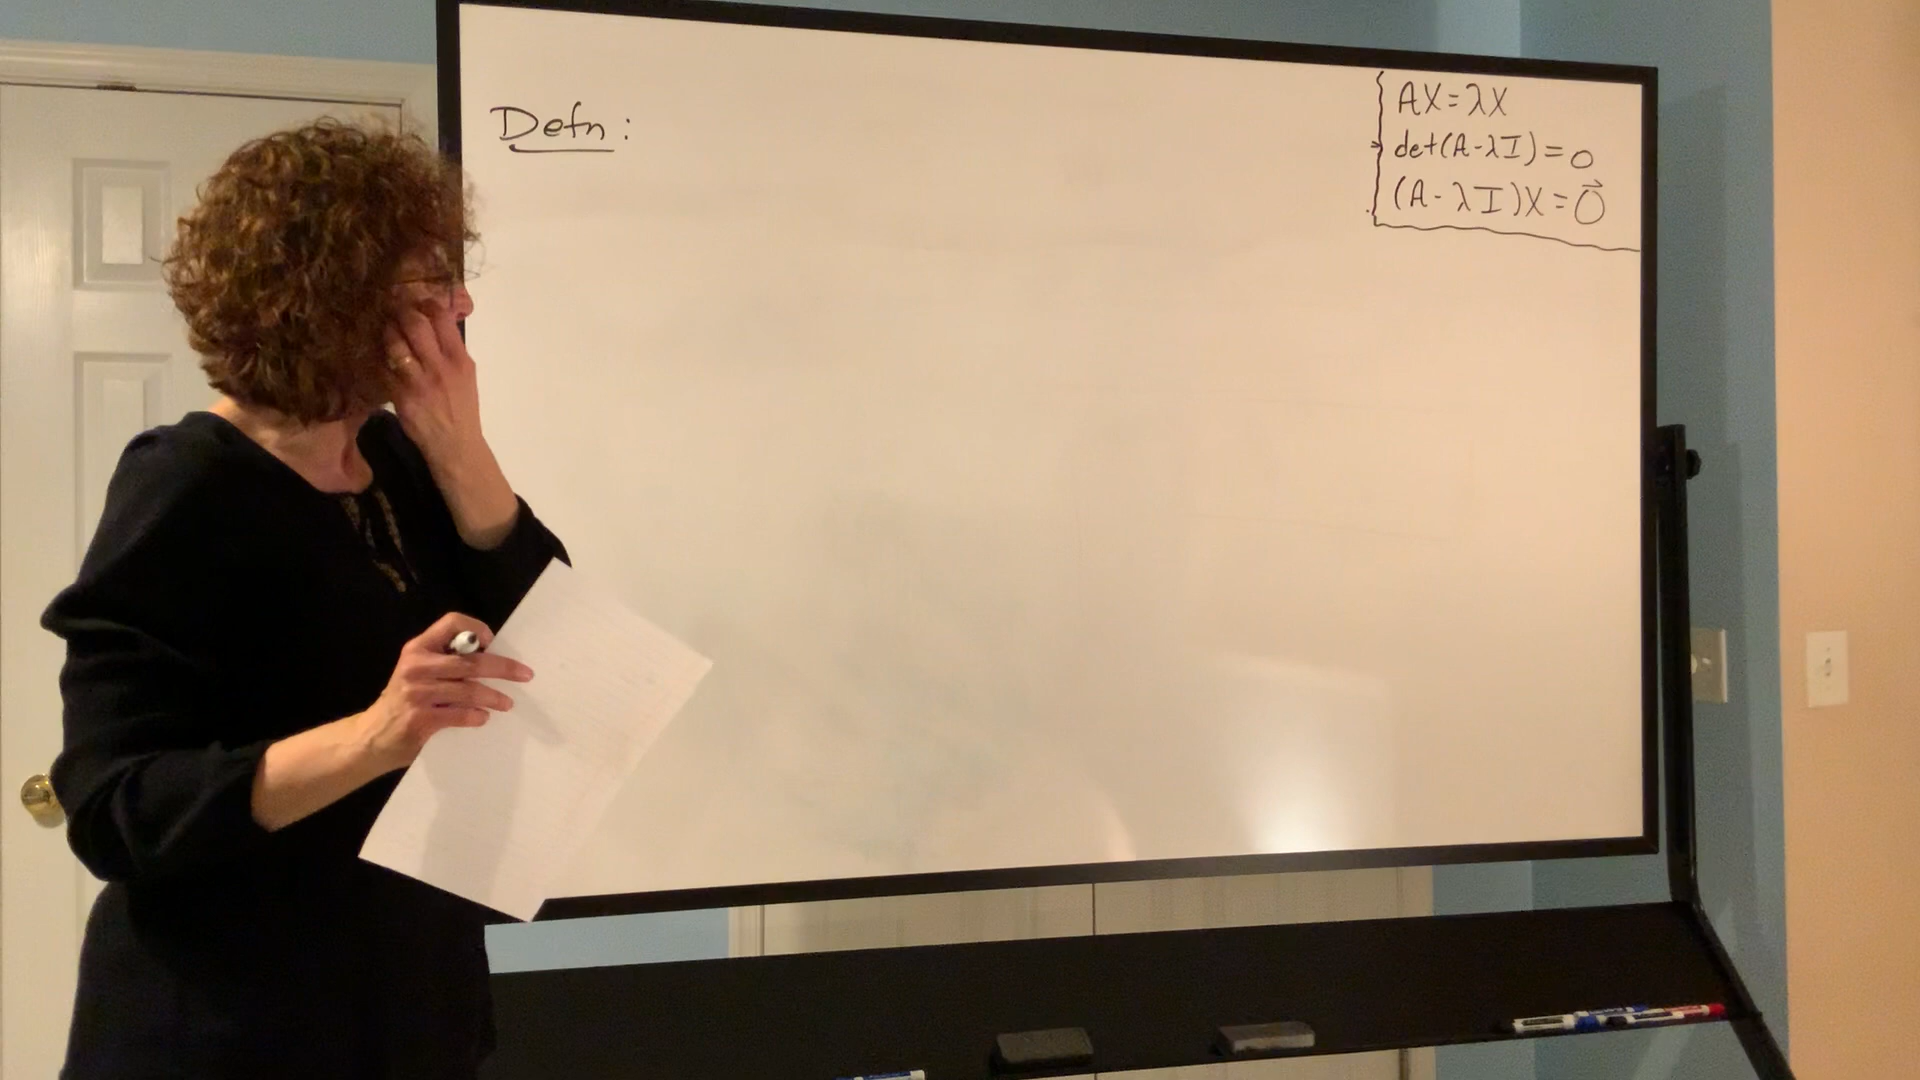 Defn:
AX=λX
det(A-λI)=0
(A-λI)X=0⃗